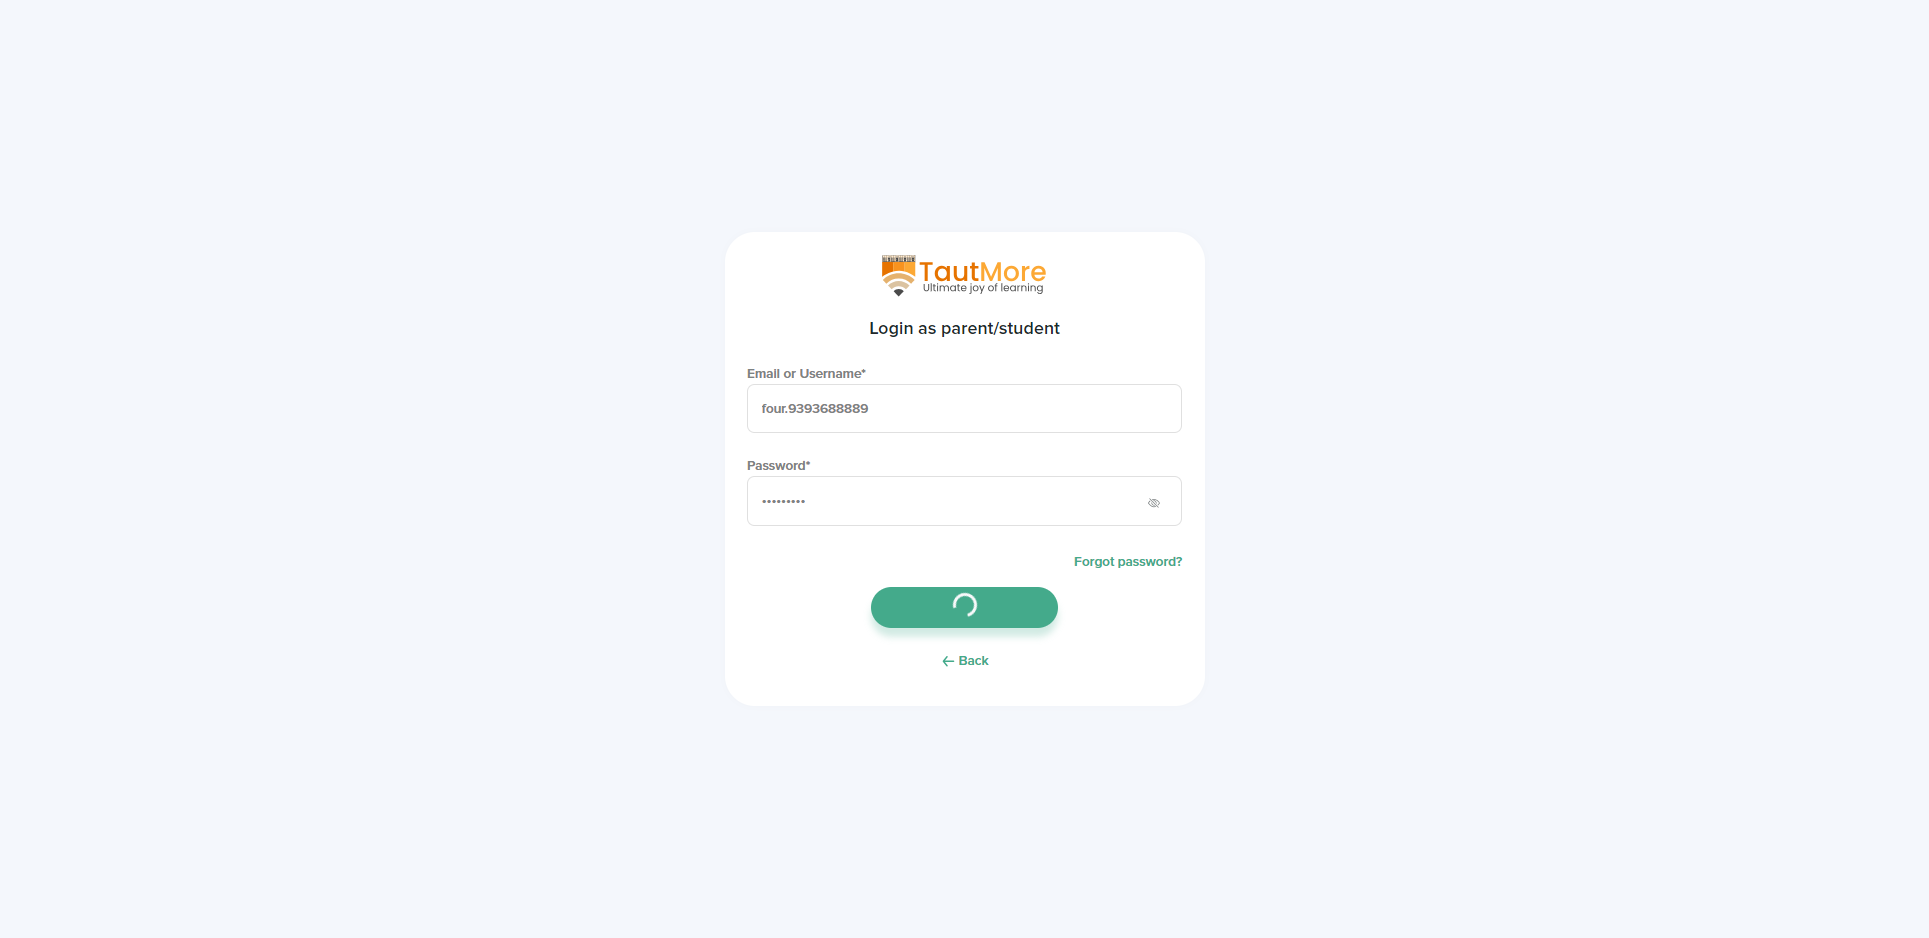 TautMore
Ultimate joy of learning
Login as parent/student
Email or Username*
four.9393688889
Password*
•••••••••
Forgot password?
← Back